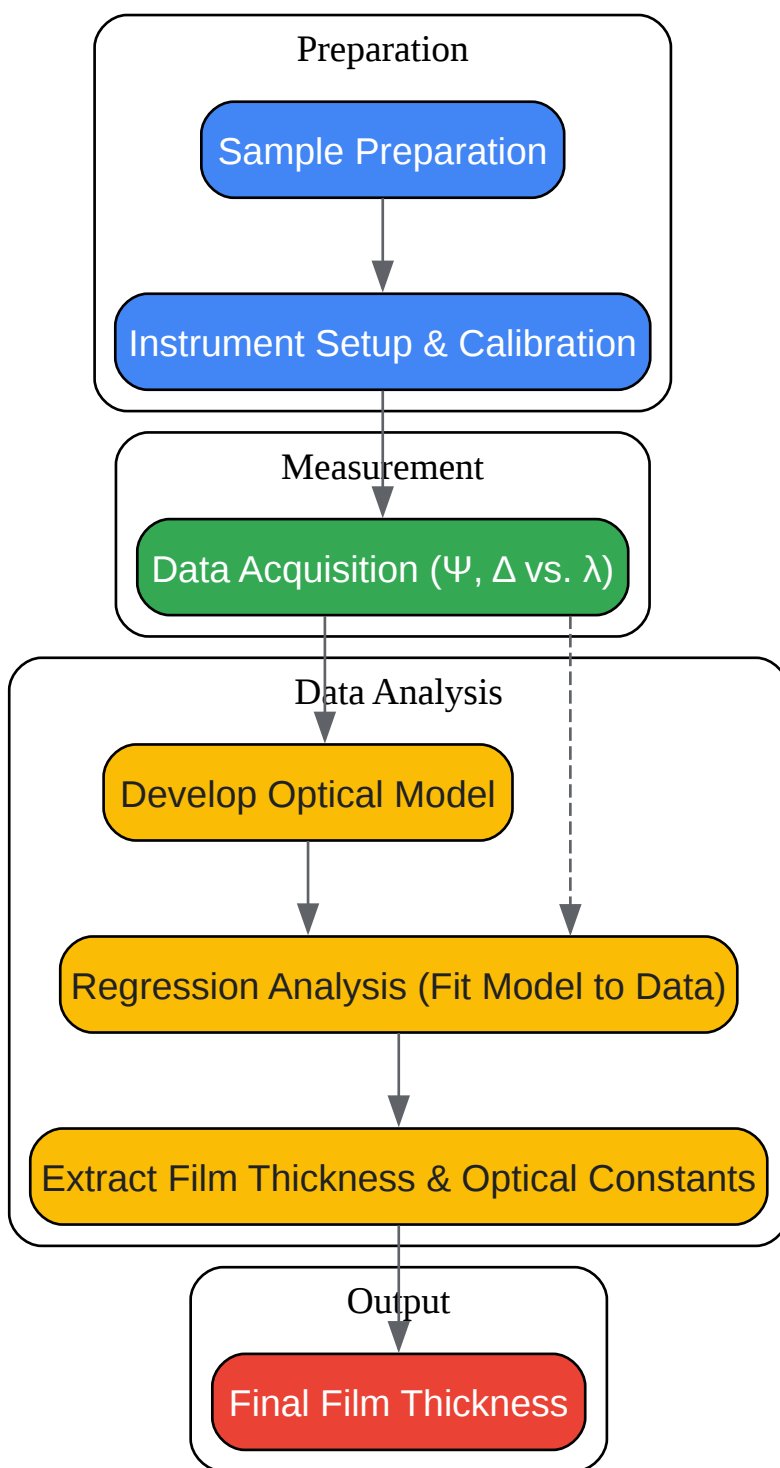 Preparation
Sample Preparation
Instrument Setup & Calibration
Measurement
Data Acquisition (Ψ, Δ vs. λ)
Data Analysis
Develop Optical Model
Regression Analysis (Fit Model to Data)
Extract Film Thickness & Optical Constants
Output
Final Film Thickness